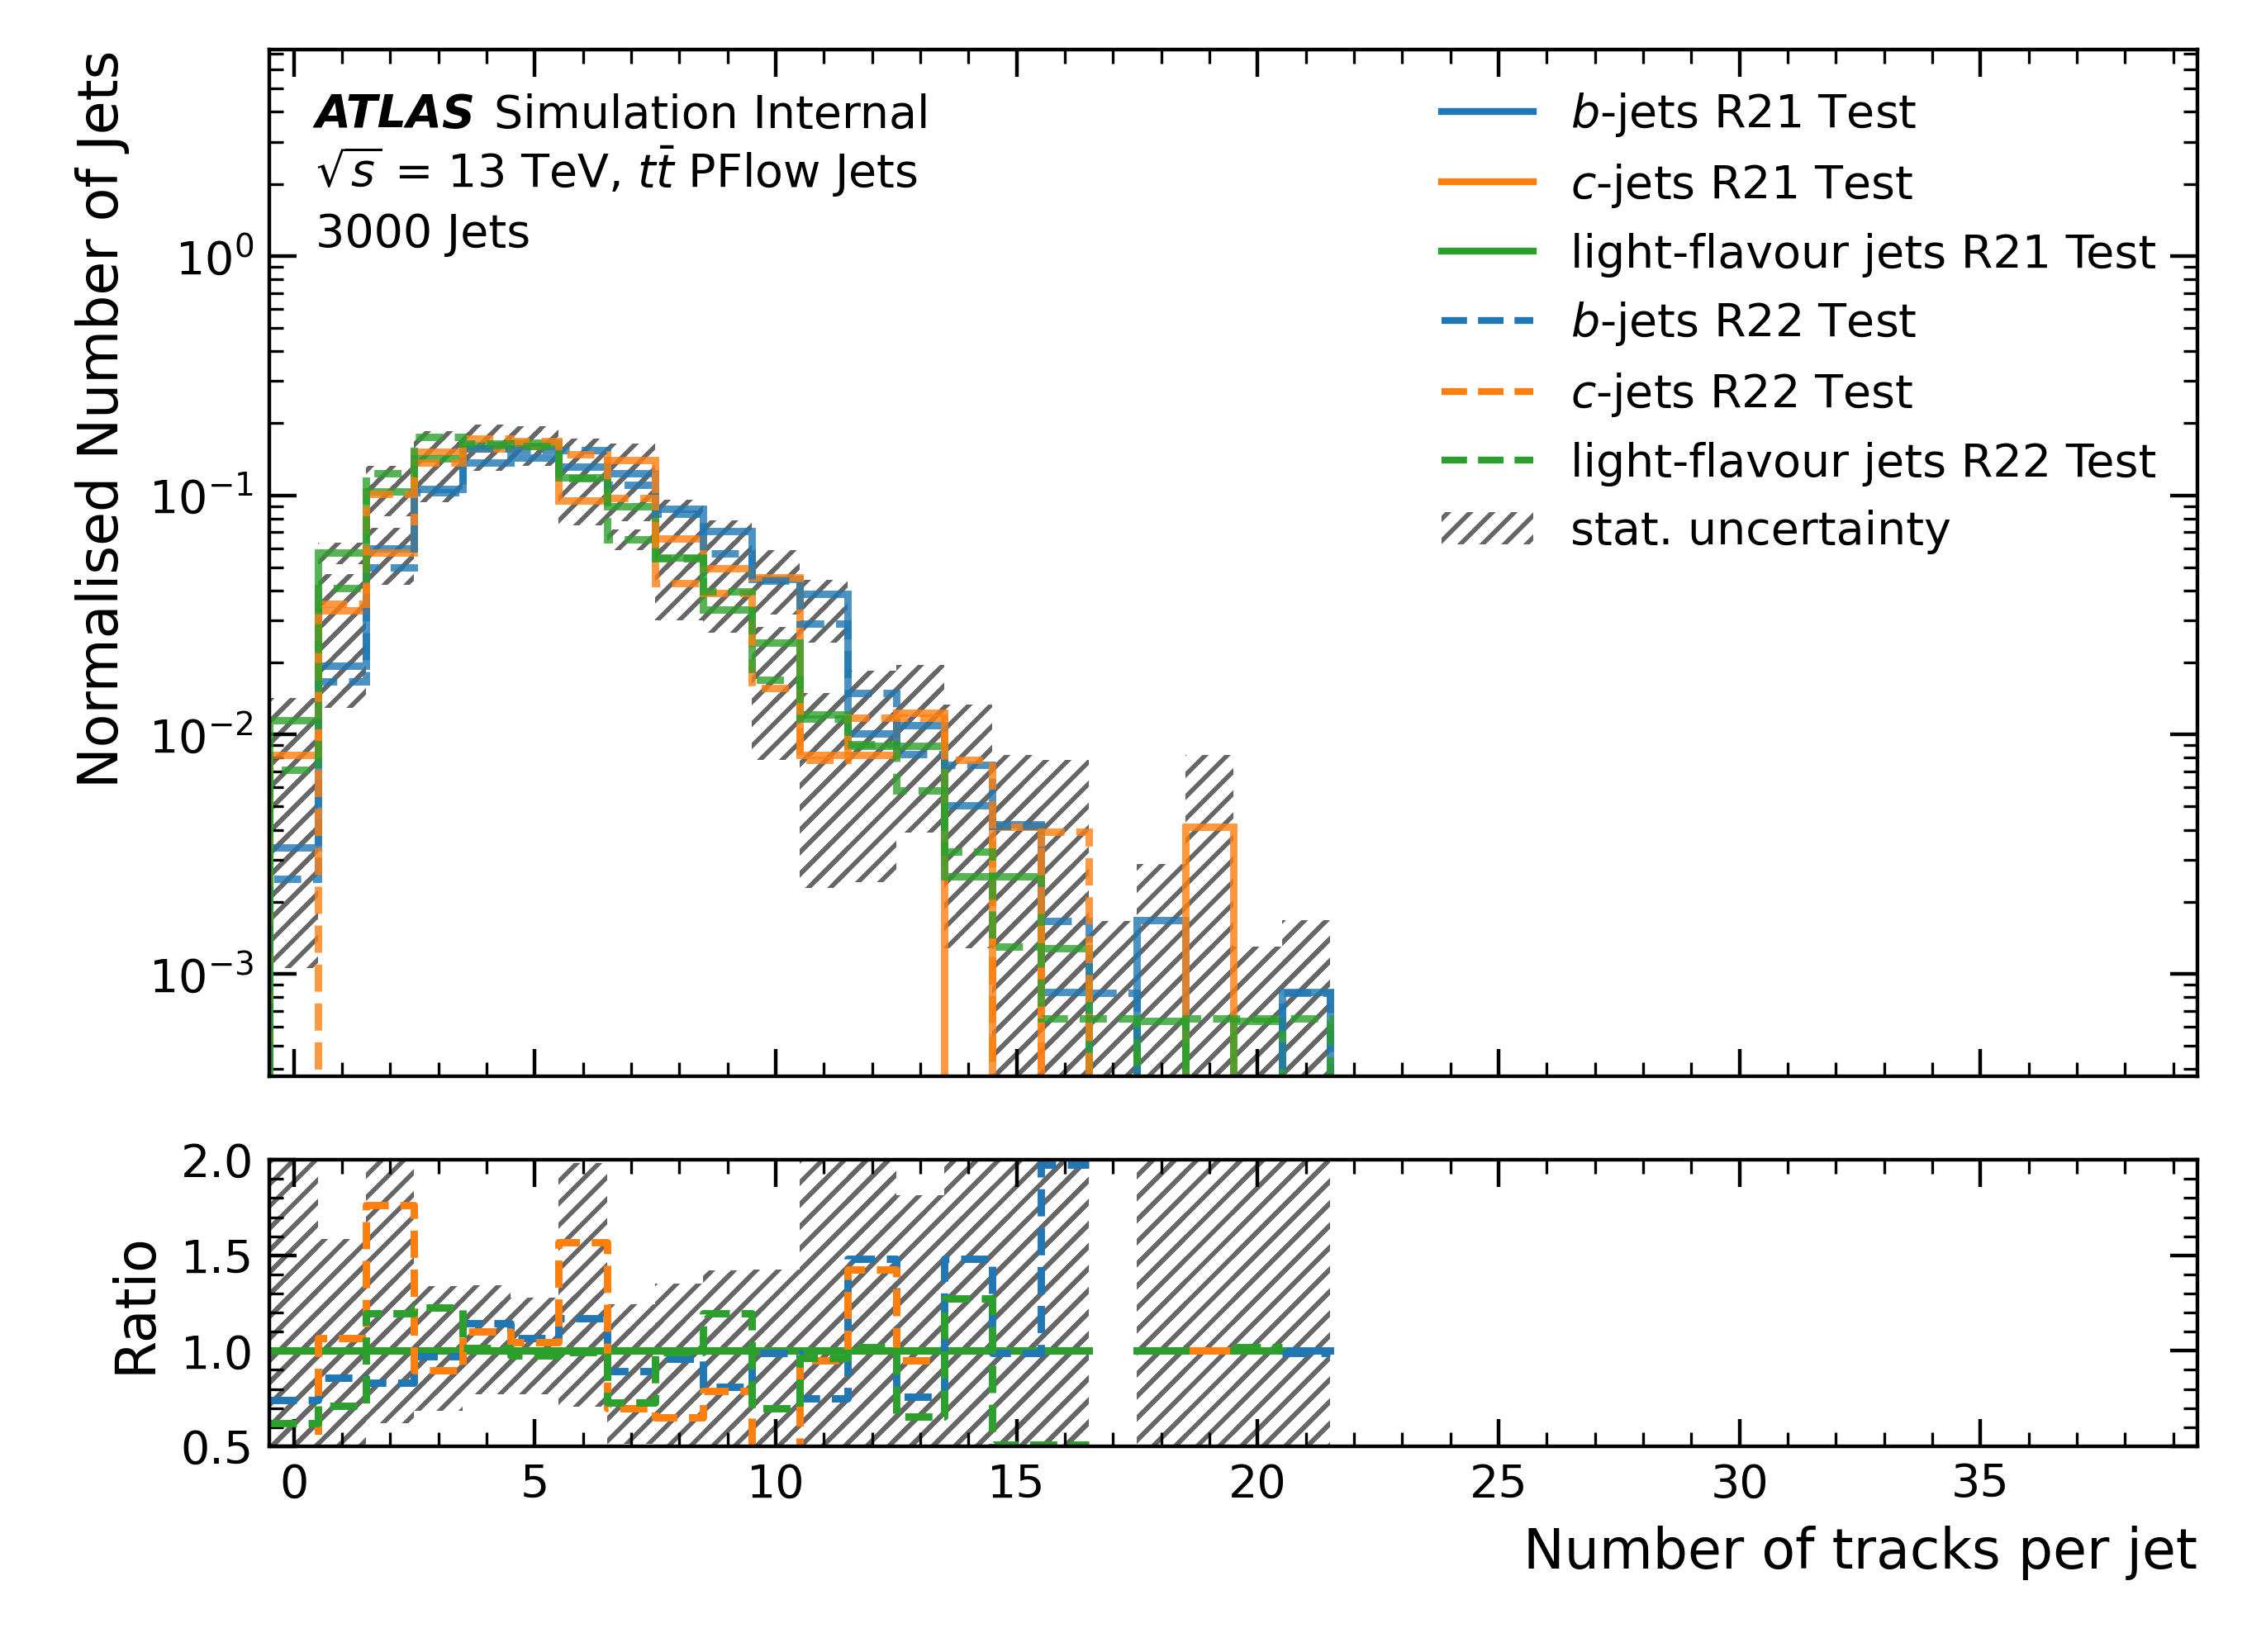 Normalised Number of Jets
ATLAS Simulation Internal
√s = 13 TeV, tt̄ PFlow Jets
3000 Jets
b-jets R21 Test
c-jets R21 Test
light-flavour jets R21 Test
b-jets R22 Test
c-jets R22 Test
light-flavour jets R22 Test
stat. uncertainty
10⁰
10⁻¹
10⁻²
10⁻³
Ratio
2.0
1.5
1.0
0.5
0 5 10 15 20 25 30 35
Number of tracks per jet